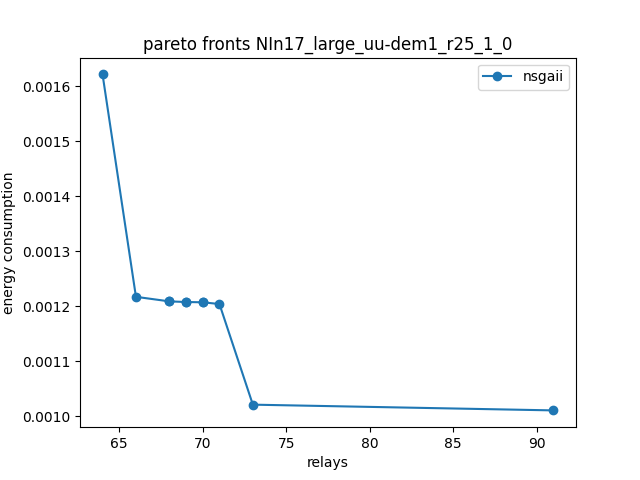 pareto fronts NIn17_large_uu-dem1_r25_1_0
nsgaii
energy consumption
0.0016
0.0015
0.0014
0.0013
0.0012
0.0011
0.0010
65 70 75 80 85 90
relays